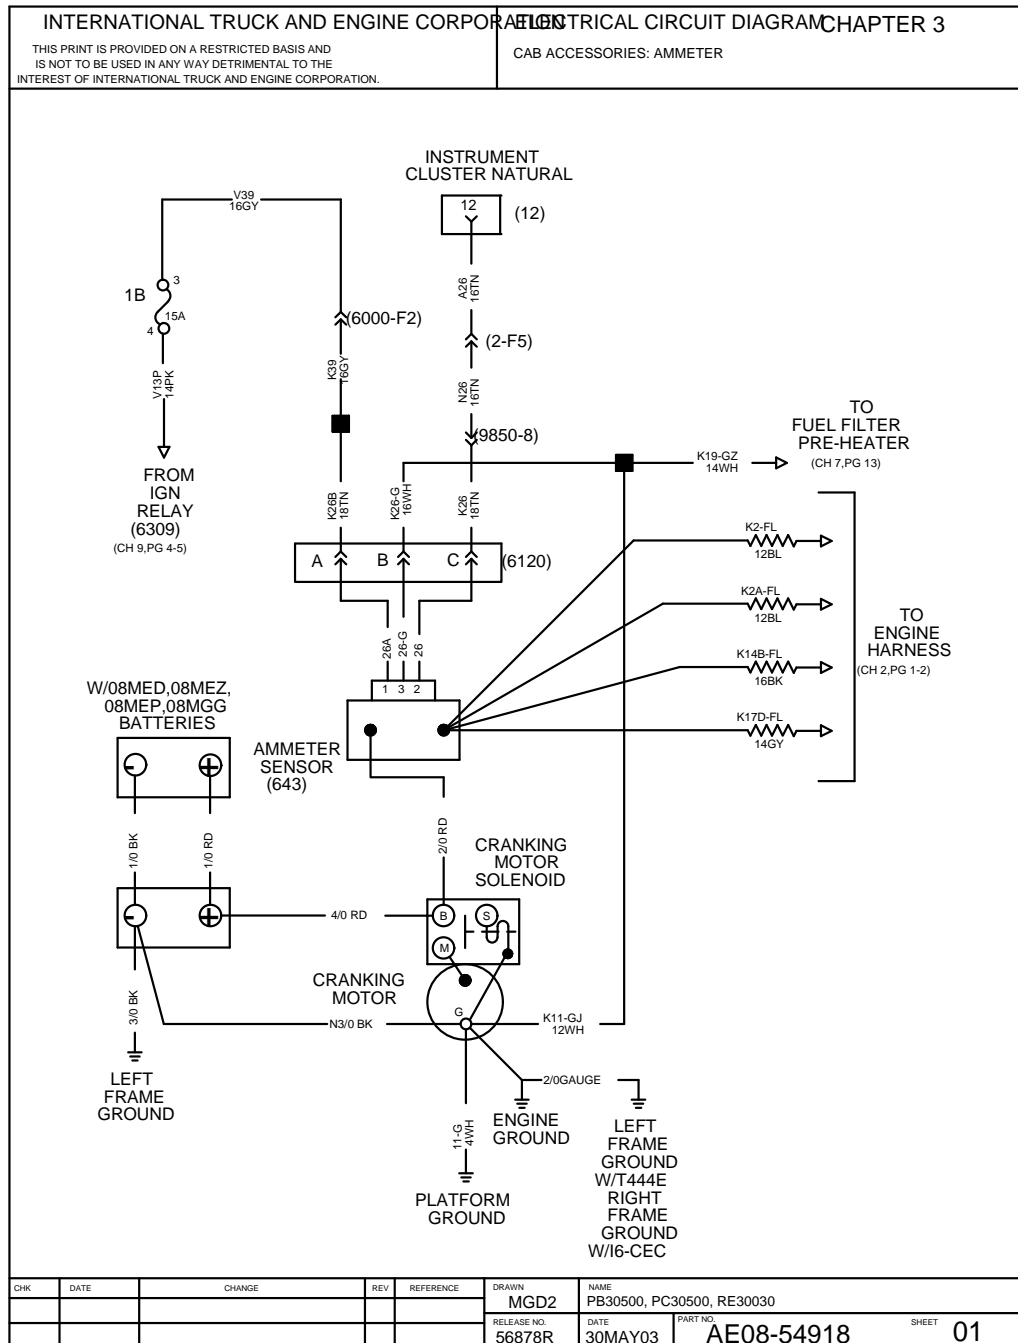 INTERNATIONAL TRUCK AND ENGINE CORPORATION
ELECTRICAL CIRCUIT DIAGRAM
CHAPTER 3
THIS PRINT IS PROVIDED ON A RESTRICTED BASIS AND
IS NOT TO BE USED IN ANY WAY DETRIMENTAL TO THE
INTEREST OF INTERNATIONAL TRUCK AND ENGINE CORPORATION.
CAB ACCESSORIES: AMMETER
INSTRUMENT
CLUSTER NATURAL
12
(12)
V39
16GY
1B
3
15A
4
V13P
14PK
FROM
IGN
RELAY
(6309)
(CH 9,PG 4-5)
(6000-F2)
K39
16GY
A26
16TN
(2-F5)
N26
16TN
(9850-8)
K26B
18TN
K26-G
16WH
K26
18TN
A
B
C
(6120)
26A
26-G
26
1 3 2
K19-GZ
14WH
TO
FUEL FILTER
PRE-HEATER
(CH 7,PG 13)
K2-FL
12BL
K2A-FL
12BL
K14B-FL
16BK
K17D-FL
14GY
TO
ENGINE
HARNESS
(CH 2,PG 1-2)
W/08MED,08MEZ,
08MEP,08MGG
BATTERIES
-
+
AMMETER
SENSOR
(643)
1/0 BK
1/0 RD
2/0 RD
CRANKING
MOTOR
SOLENOID
-
+
4/0 RD
B
S
M
CRANKING
MOTOR
G
3/0 BK
N3/0 BK
K11-GJ
12WH
LEFT
FRAME
GROUND
2/0GAUGE
ENGINE
GROUND
11-G
4WH
PLATFORM
GROUND
LEFT
FRAME
GROUND
W/T444E
RIGHT
FRAME
GROUND
W/I6-CEC
CHK
DATE
CHANGE
REV
REFERENCE
DRAWN
MGD2
NAME
PB30500, PC30500, RE30030
RELEASE NO.
56878R
DATE
30MAY03
PART NO.
AE08-54918
SHEET
01